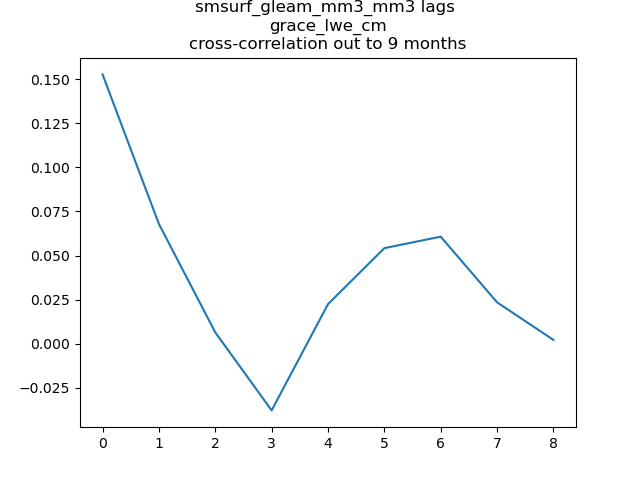 smsurf_gleam_mm3_mm3 lags
grace_lwe_cm
cross-correlation out to 9 months
0.150
0.125
0.100
0.075
0.050
0.025
0.000
−0.025
0 1 2 3 4 5 6 7 8